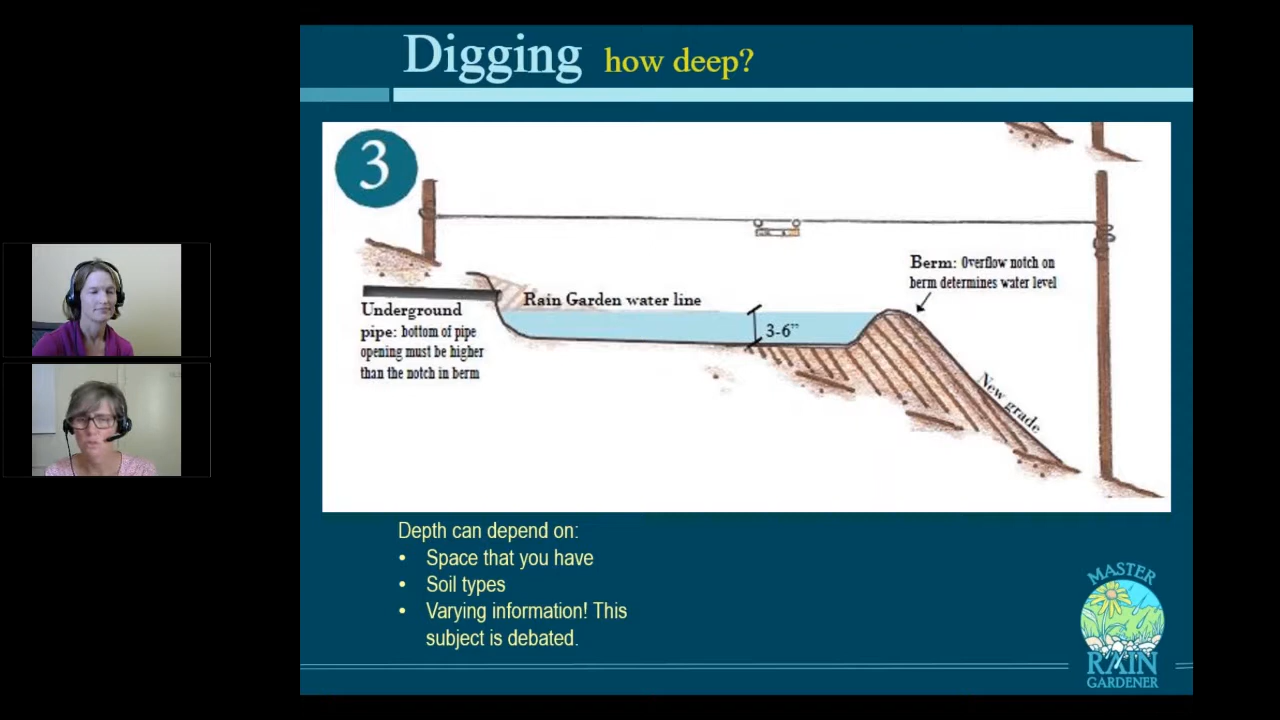 Digging how deep?
3
Berm: Overflow notch on
berm determines water level
Rain Garden water line
Underground
pipe: bottom of pipe
opening must be higher
than the notch in berm
3-6"
New grade
Depth can depend on:
• Space that you have
• Soil types
• Varying information! This
subject is debated.
MASTER
RAIN
GARDENER